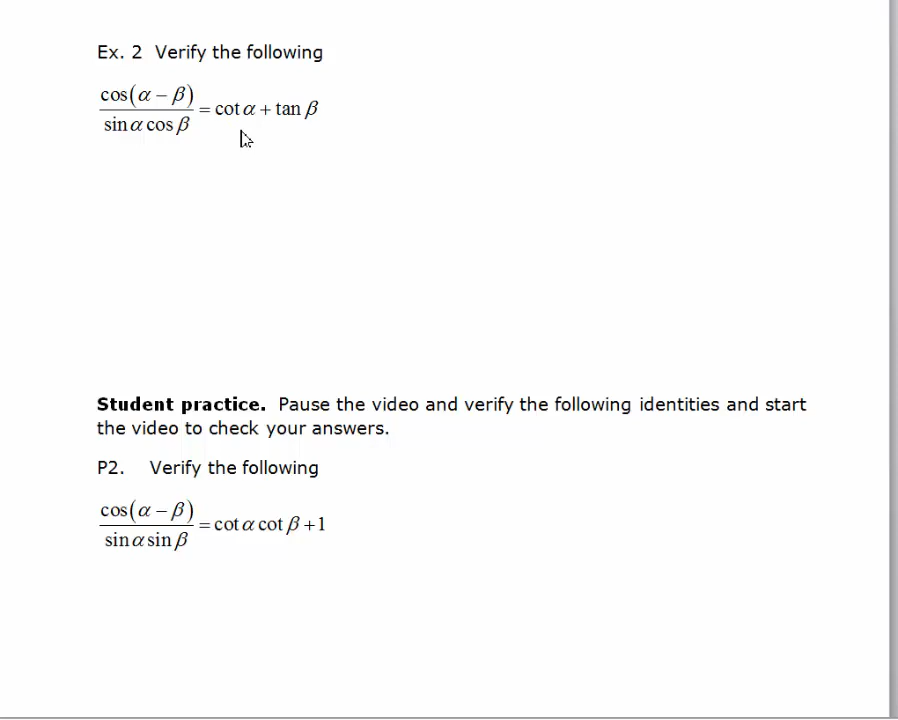 Ex. 2  Verify the following
cos(α − β) / sin α cos β = cot α + tan β
Student practice.  Pause the video and verify the following identities and start
the video to check your answers.
P2.   Verify the following
cos(α − β) / sin α sin β = cot α cot β + 1